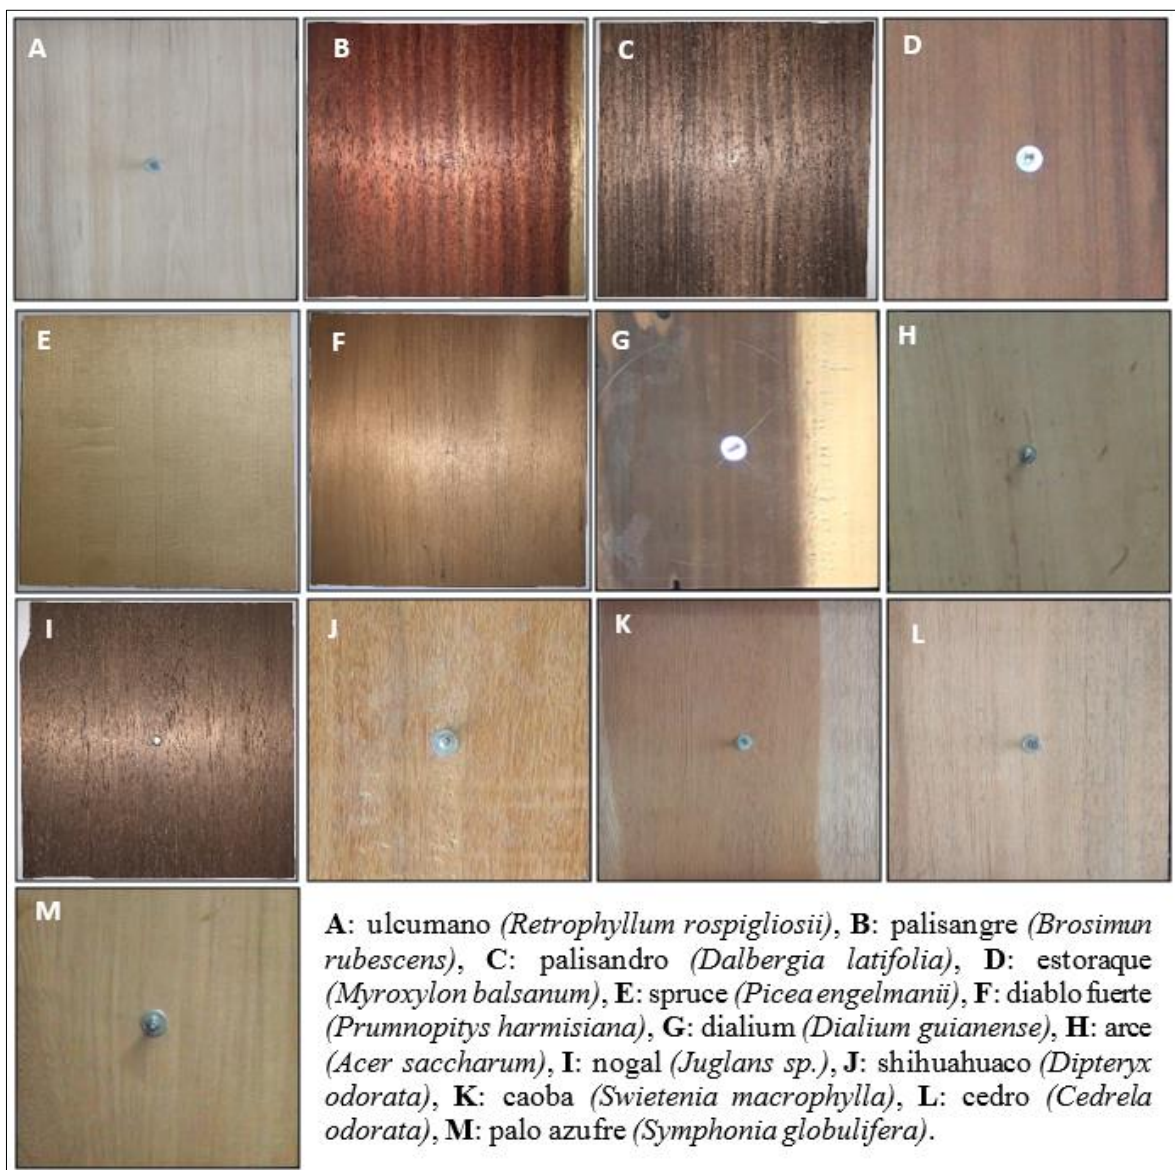 A
B
C
D
E
F
G
H
I
J
K
L
M
A: ulcumano (Retrophyllum rospigliosii), B: palisangre (Brosimun
rubescens), C: palisandro (Dalbergia latifolia), D: estoraque
(Myroxylon balsanum), E: spruce (Picea engelmanii), F: diablo fuerte
(Prumnopitys harmisiana), G: dialium (Dialium guianense), H: arce
(Acer saccharum), I: nogal (Juglans sp.), J: shihuahuaco (Dipteryx
odorata), K: caoba (Swietenia macrophylla), L: cedro (Cedrela
odorata), M: palo azufre (Symphonia globulifera).